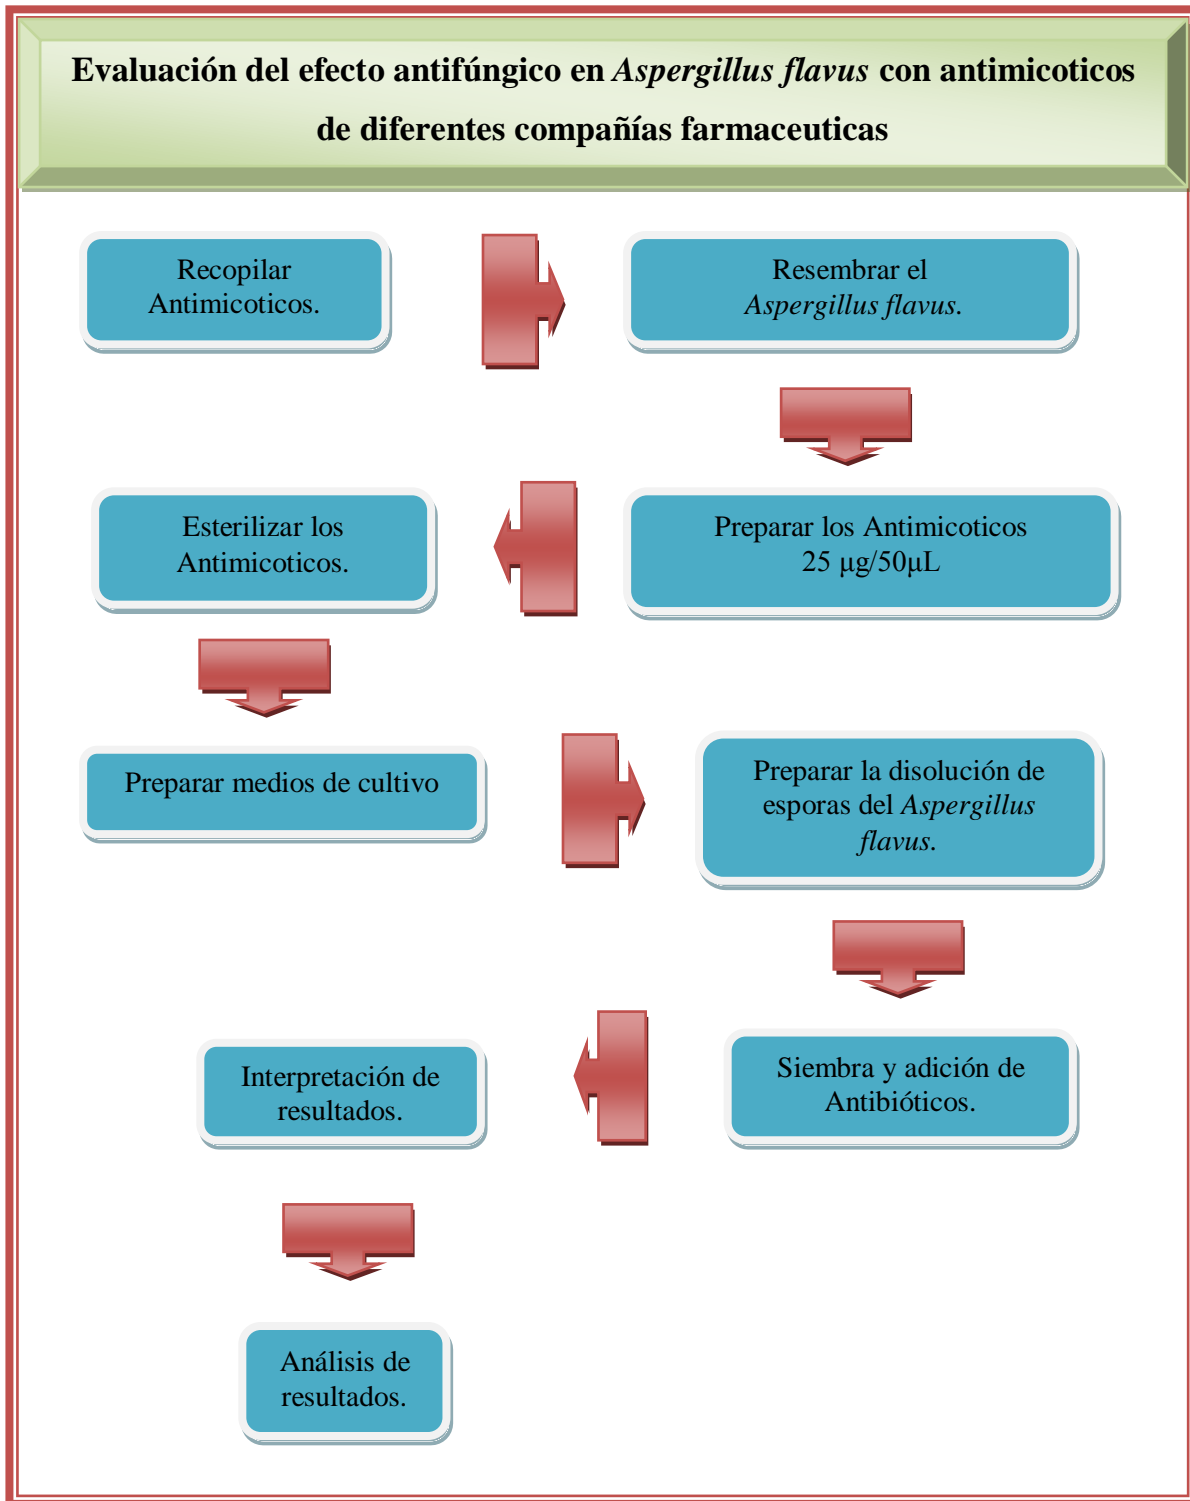 Evaluación del efecto antifúngico en Aspergillus flavus con antimicoticos
de diferentes compañías farmaceuticas
Recopilar
Antimicoticos.
Resembrar el
Aspergillus flavus.
Preparar los Antimicoticos
25 µg/50µL
Esterilizar los
Antimicoticos.
Preparar medios de cultivo
Preparar la disolución de
esporas del Aspergillus
flavus.
Siembra y adición de
Antibióticos.
Interpretación de
resultados.
Análisis de
resultados.